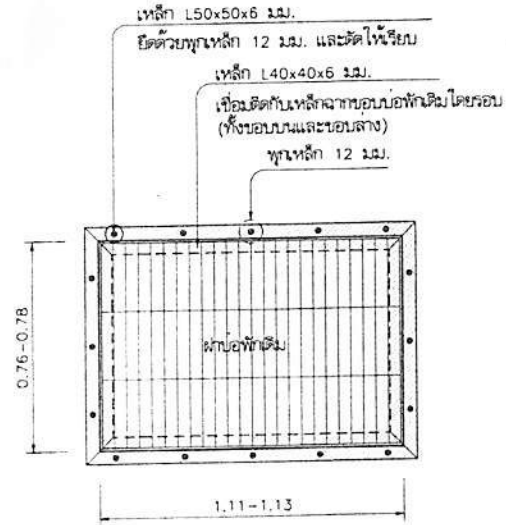 เหล็ก L50x50x6 มม.
ยึดด้วยพุกเหล็ก 12 มม. และตัดให้เรียบ
เหล็ก L40x40x6 มม.
เชื่อมติดกับเหล็กฉากขอบบ่อพักเดิมโดยรอบ
(ทั้งขอบบนและขอบล่าง)
พุกเหล็ก 12 มม.
0.76-0.78
ฝาบ่อพักเดิม
1.11-1.13